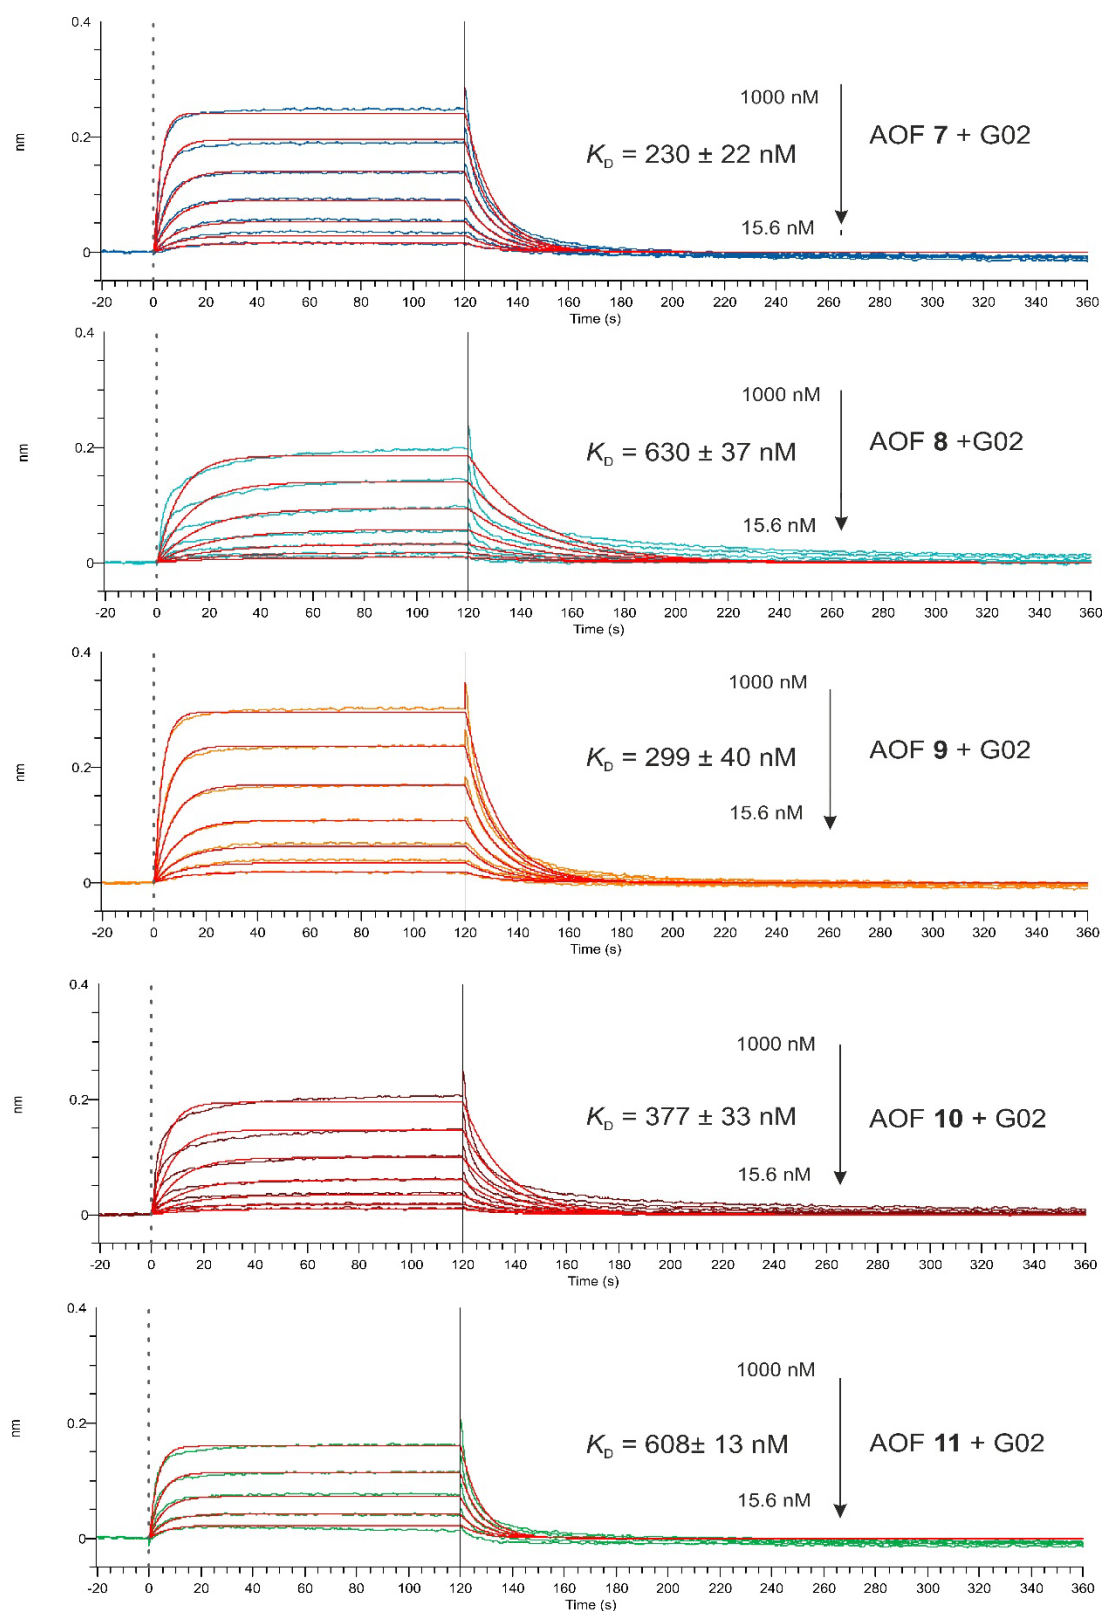 0.4
1000 nM
AOF 7 + G02
nm
0.2
K_D = 230 ± 22 nM
15.6 nM
0
-20 0 20 40 60 80 100 120 140 160 180 200 220 240 260 280 300 320 340 360
Time (s)
0.4
1000 nM
AOF 8 +G02
nm
0.2
K_D = 630 ± 37 nM
15.6 nM
0
-20 0 20 40 60 80 100 120 140 160 180 200 220 240 260 280 300 320 340 360
Time (s)
0.4
1000 nM
AOF 9 + G02
nm
0.2
K_D = 299 ± 40 nM
15.6 nM
0
-20 0 20 40 60 80 100 120 140 160 180 200 220 240 260 280 300 320 340 360
Time (s)
0.4
1000 nM
nm
0.2
K_D = 377 ± 33 nM
AOF 10 + G02
15.6 nM
0
-20 0 20 40 60 80 100 120 140 160 180 200 220 240 260 280 300 320 340 360
Time (s)
0.4
1000 nM
nm
0.2
K_D = 608± 13 nM
AOF 11 + G02
15.6 nM
0
-20 0 20 40 60 80 100 120 140 160 180 200 220 240 260 280 300 320 340 360
Time (s)